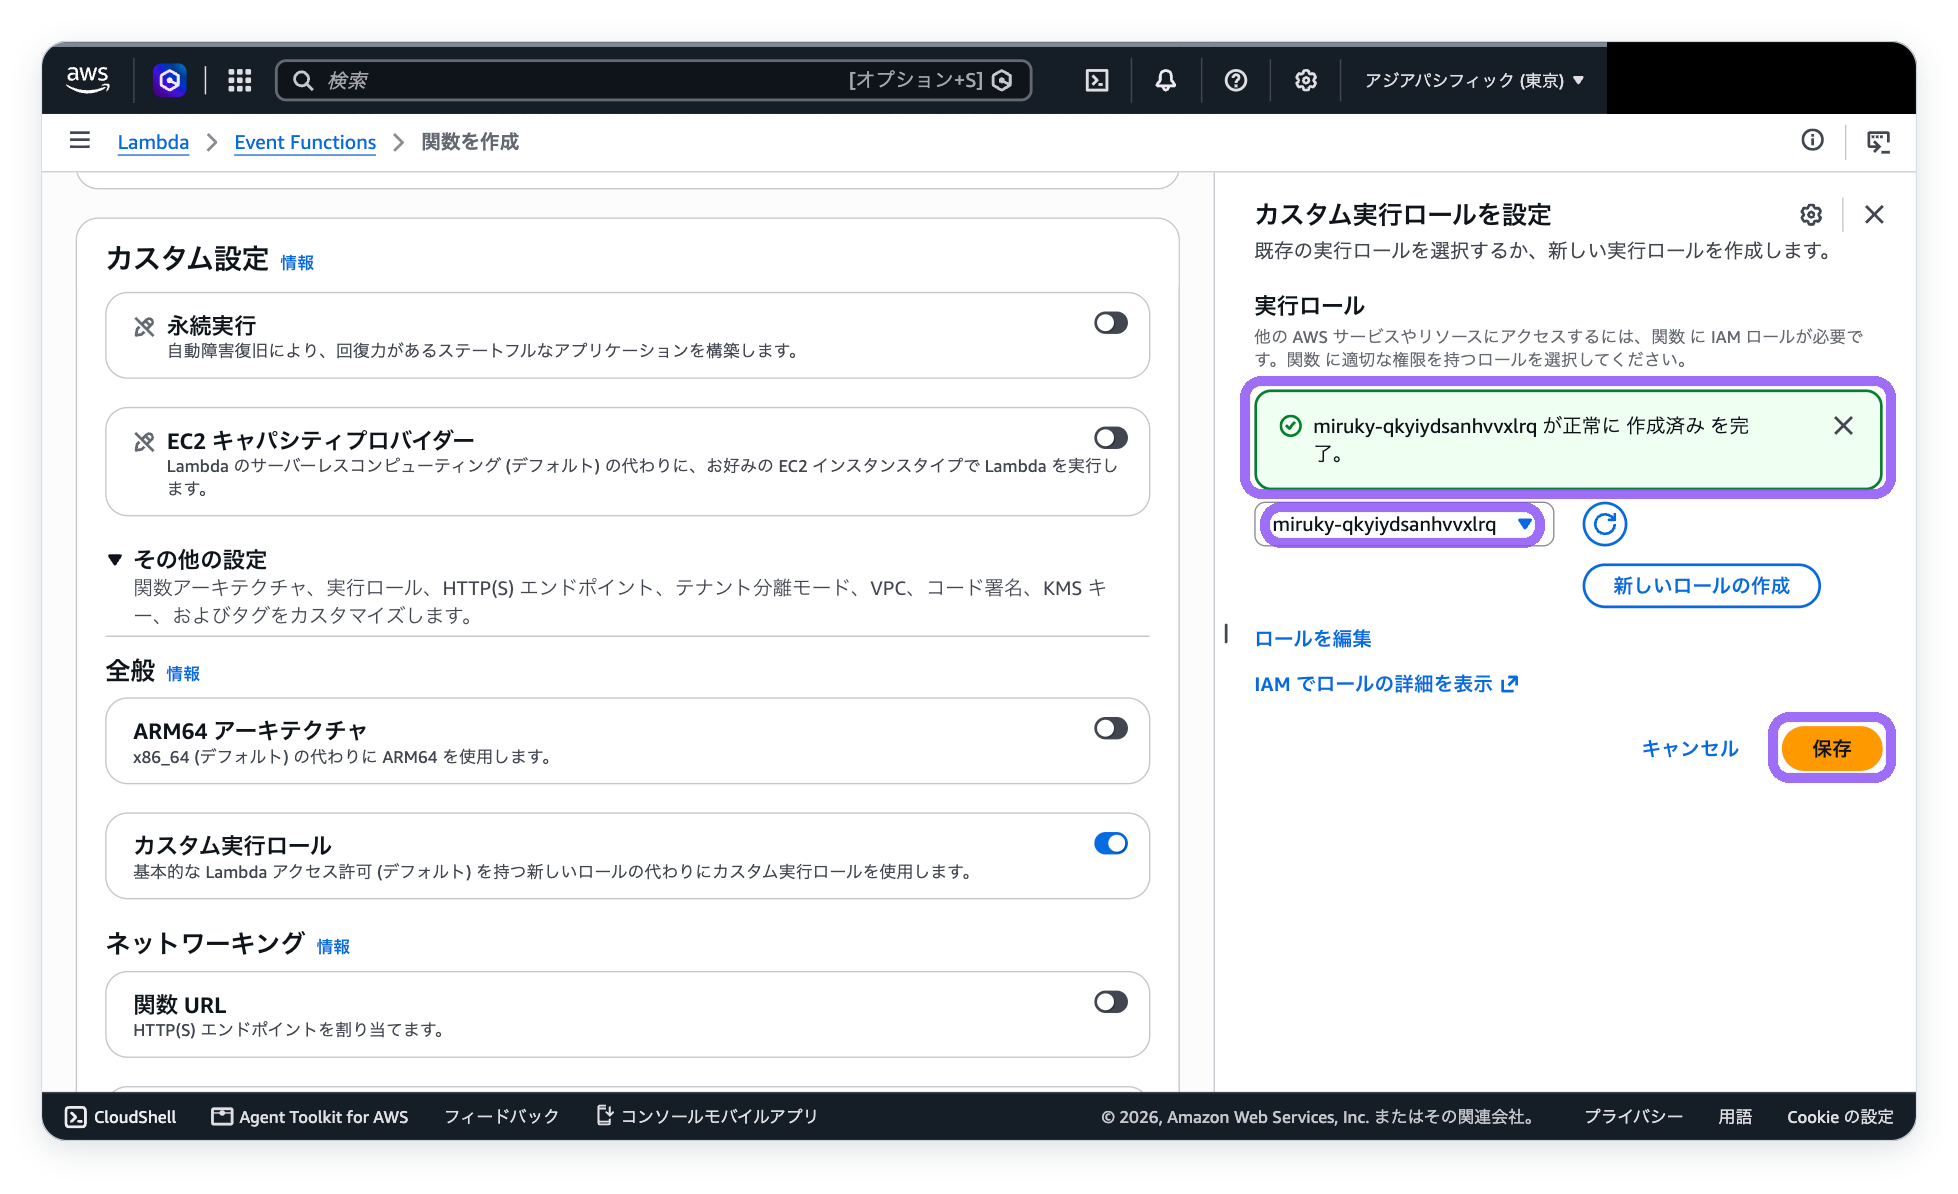 aws
検索
[オプション+S]
アジアパシフィック (東京)
Lambda
Event Functions
関数を作成
カスタム設定 情報
永続実行
自動障害復旧により、回復力があるステートフルなアプリケーションを構築します。
EC2 キャパシティプロバイダー
Lambda のサーバーレスコンピューティング (デフォルト) の代わりに、お好みの EC2 インスタンスタイプで Lambda を実行し
ます。
その他の設定
関数アーキテクチャ、実行ロール、HTTP(S) エンドポイント、テナント分離モード、VPC、コード署名、KMS キ
ー、およびタグをカスタマイズします。
全般 情報
ARM64 アーキテクチャ
x86_64 (デフォルト) の代わりに ARM64 を使用します。
カスタム実行ロール
基本的な Lambda アクセス許可 (デフォルト) を持つ新しいロールの代わりにカスタム実行ロールを使用します。
ネットワーキング 情報
関数 URL
HTTP(S) エンドポイントを割り当てます。
カスタム実行ロールを設定
既存の実行ロールを選択するか、新しい実行ロールを作成します。
実行ロール
他の AWS サービスやリソースにアクセスするには、関数 に IAM ロールが必要で
す。関数 に適切な権限を持つロールを選択してください。
miruky-qkyiydsanhvvxlrq が正常に 作成済み を完
了。
miruky-qkyiydsanhvvxlrq
新しいロールの作成
ロールを編集
IAM でロールの詳細を表示
キャンセル
保存
CloudShell
Agent Toolkit for AWS
フィードバック
コンソールモバイルアプリ
© 2026, Amazon Web Services, Inc. またはその関連会社。
プライバシー
用語
Cookie の設定